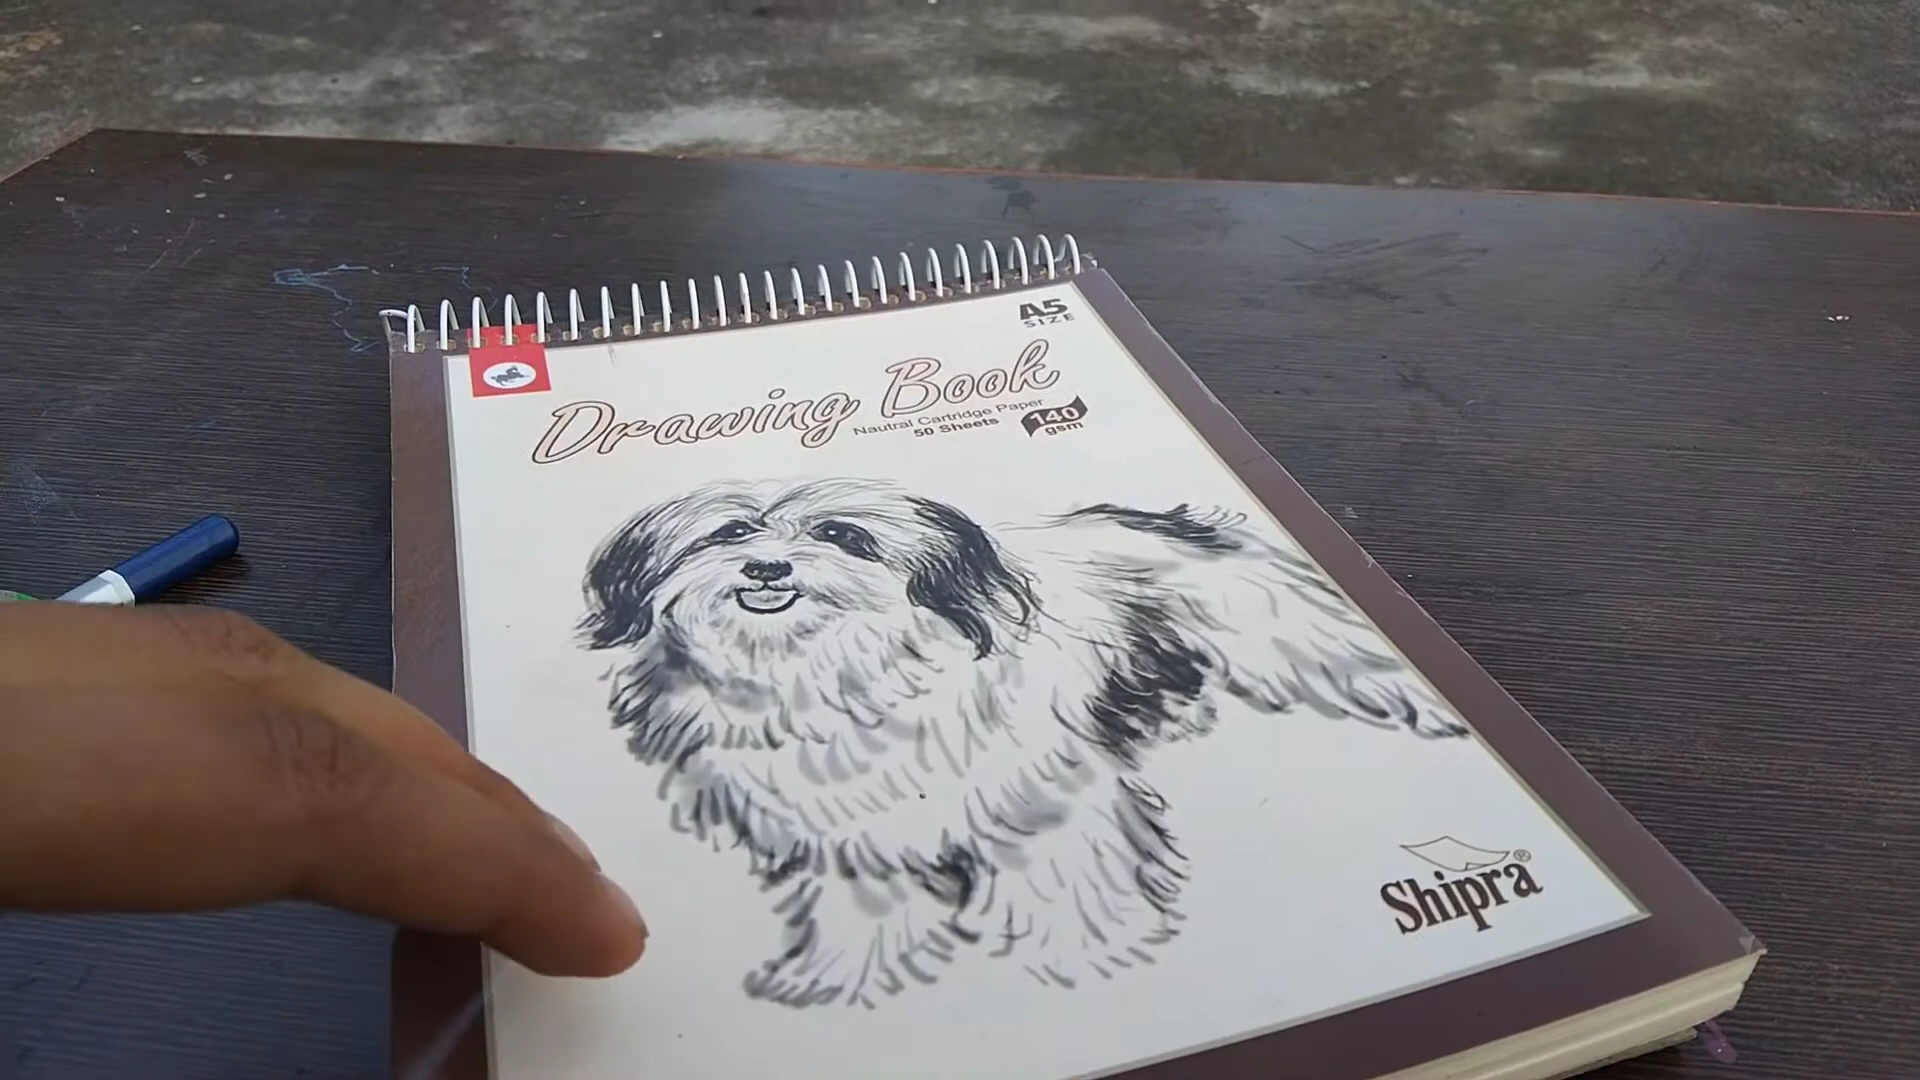 A5
SIZE
Drawing Book
Nautral Cartridge Paper
50 Sheets
140
gsm
Shipra®